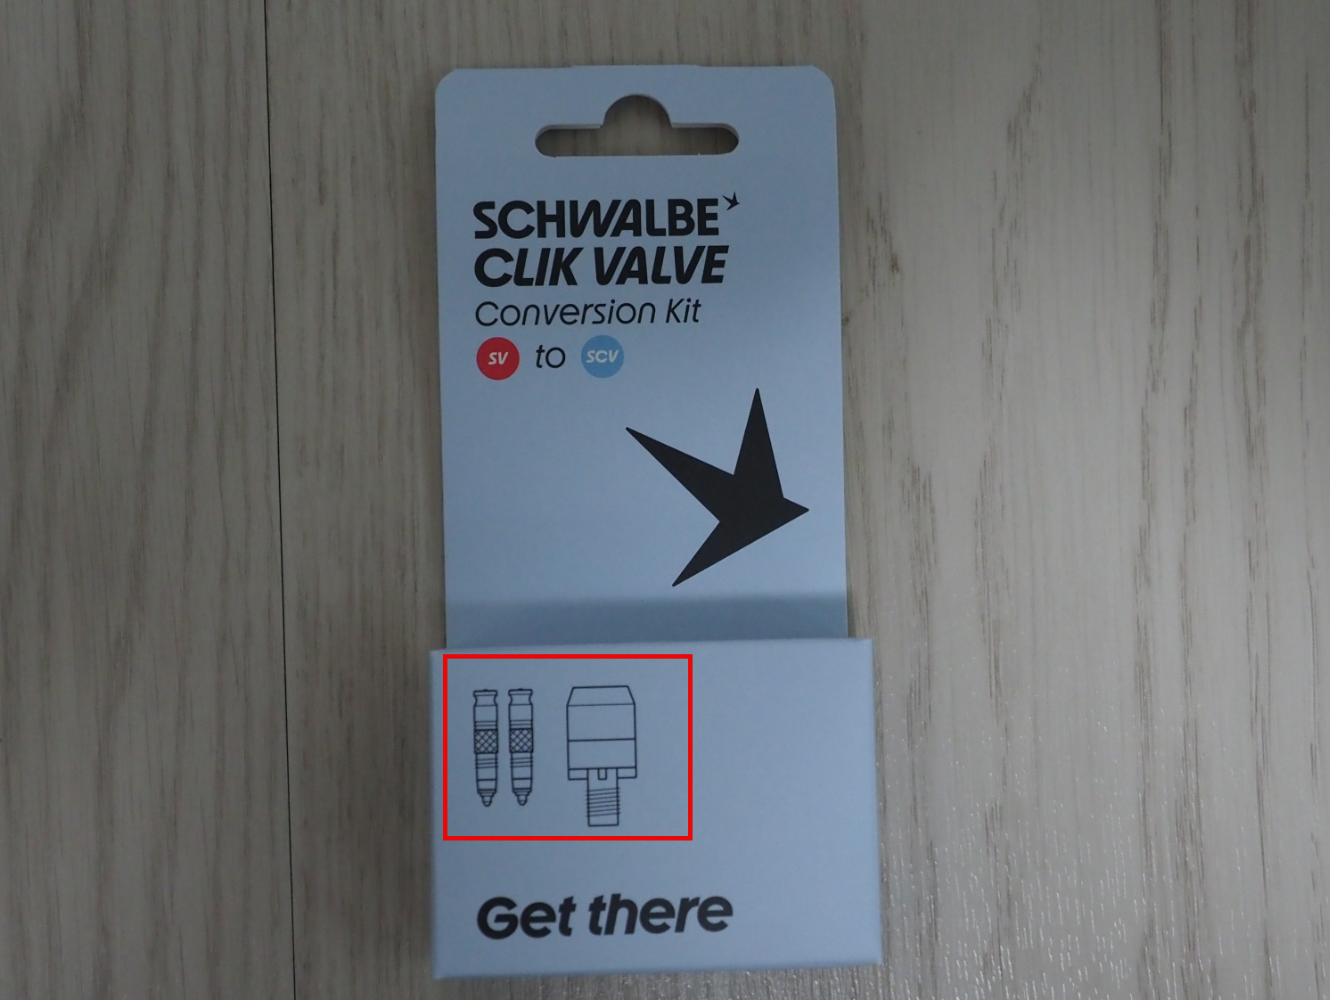 SCHWALBE
CLIK VALVE
Conversion Kit
SV to SCV
Get there